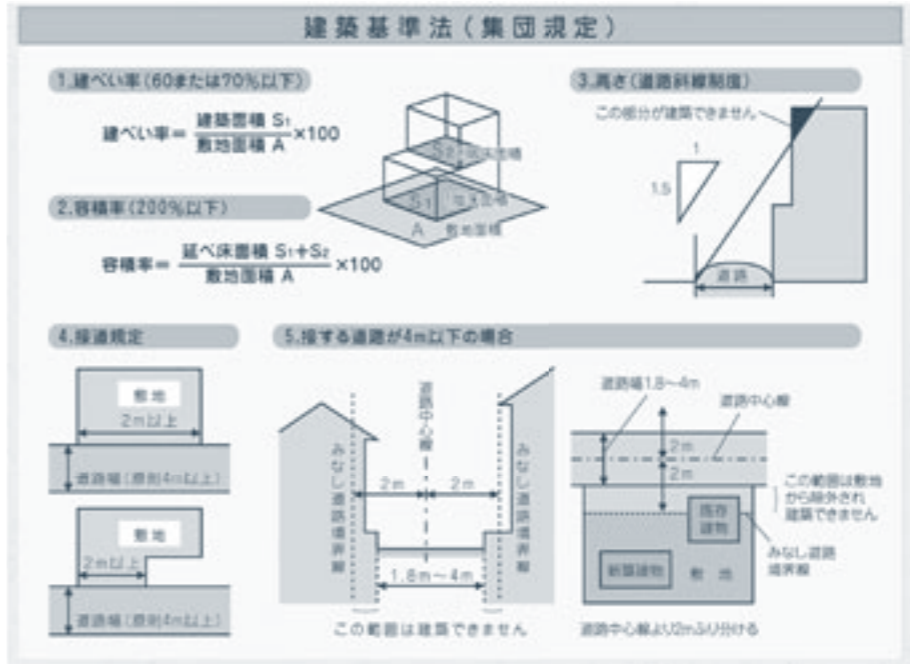 建築基準法(集団規定)
1.建ぺい率(60または70%以下)
建ぺい率＝ 建築面積 S1 / 敷地面積 A ×100
2.容積率(200%以下)
容積率＝ 延べ床面積 S1+S2 / 敷地面積 A ×100
S2
床面積
S1
A 敷地面積
3.高さ(道路斜線制度)
この部分が建築できません
1
1.5
道路
4.接道規定
敷地
2m以上
道路幅(原則4m以上)
敷地
2m以上
道路幅(原則4m以上)
5.接する道路が4m以下の場合
道路中心線
みなし道路境界線
みなし道路境界線
2m
2m
1.8m～4m
この範囲は建築できません
道路幅1.8～4m
道路中心線
2m
2m
この範囲は敷地
から除外され
建築できません
既存
建物
みなし道路
境界線
新築建物
敷地
道路中心線より2mふり分ける